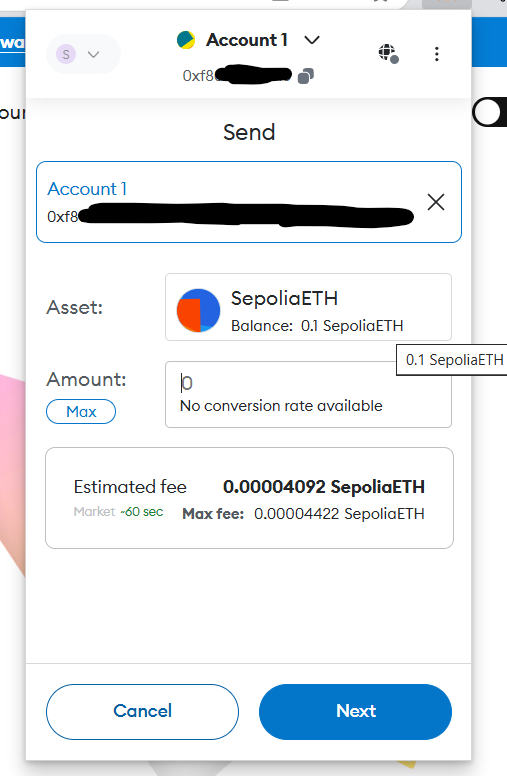 wa
S
Account 1
0xf8
our
Send
Account 1
0xf8
Asset:
SepoliaETH
Balance: 0.1 SepoliaETH
0.1 SepoliaETH
Amount:
0
Max
No conversion rate available
Estimated fee 0.00004092 SepoliaETH
Market ~60 sec Max fee: 0.00004422 SepoliaETH
Cancel
Next